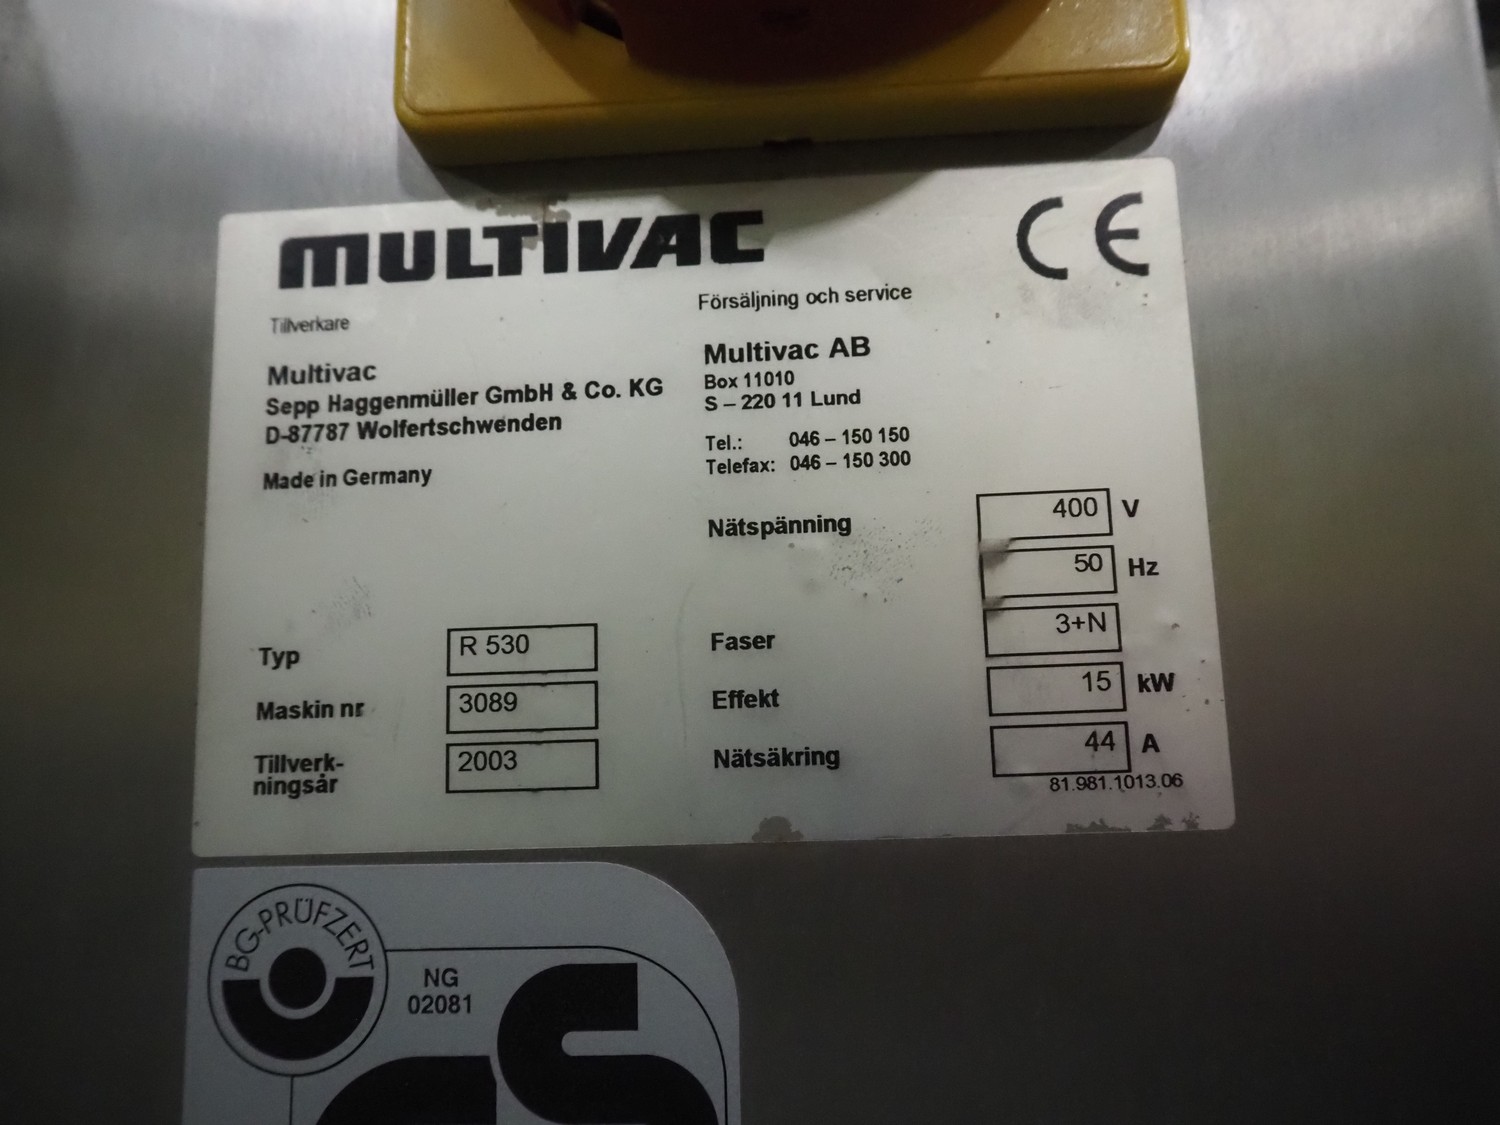 MULTIVAC
CE
Tillverkare
Multivac
Sepp Haggenmüller GmbH & Co. KG
D-87787 Wolfertschwenden
Made in Germany
Försäljning och service
Multivac AB
Box 11010
S – 220 11 Lund
Tel.: 046 – 150 150
Telefax: 046 – 150 300
Nätspänning 400 V
50 Hz
Faser 3+N
Effekt 15 kW
Nätsäkring 44 A
81.981.1013.06
Typ R 530
Maskin nr 3089
Tillverk-
ningsår 2003
BG-PRÜFZERT
NG
02081